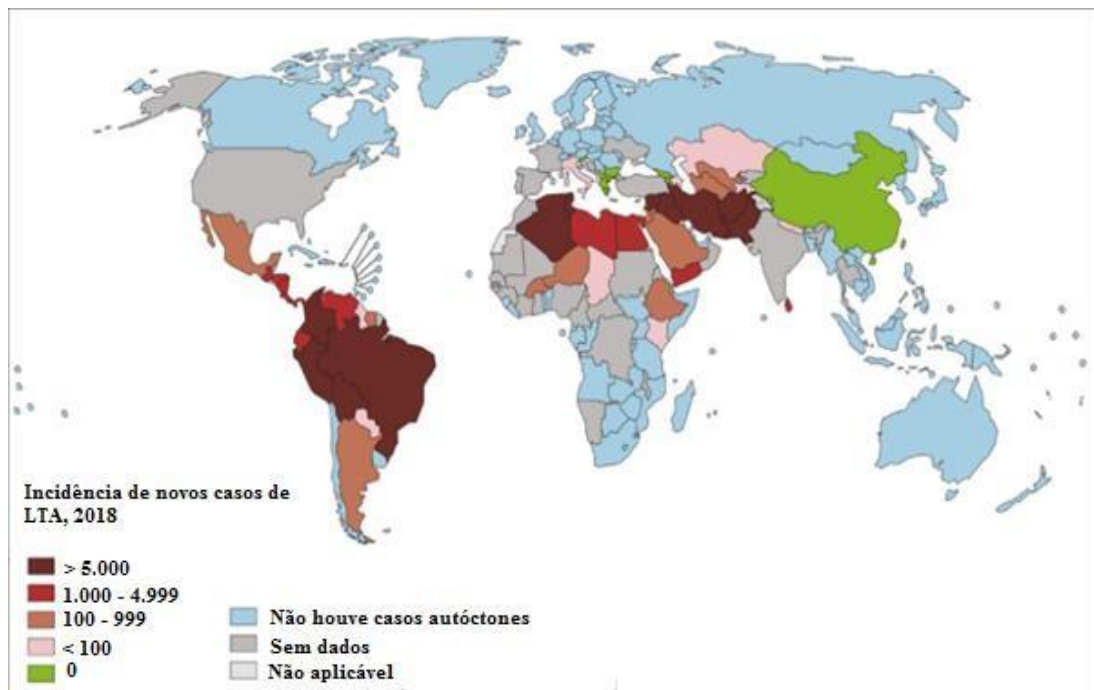 Incidência de novos casos de
LTA, 2018
> 5.000
1.000 - 4.999
100 - 999
< 100
0
Não houve casos autóctones
Sem dados
Não aplicável